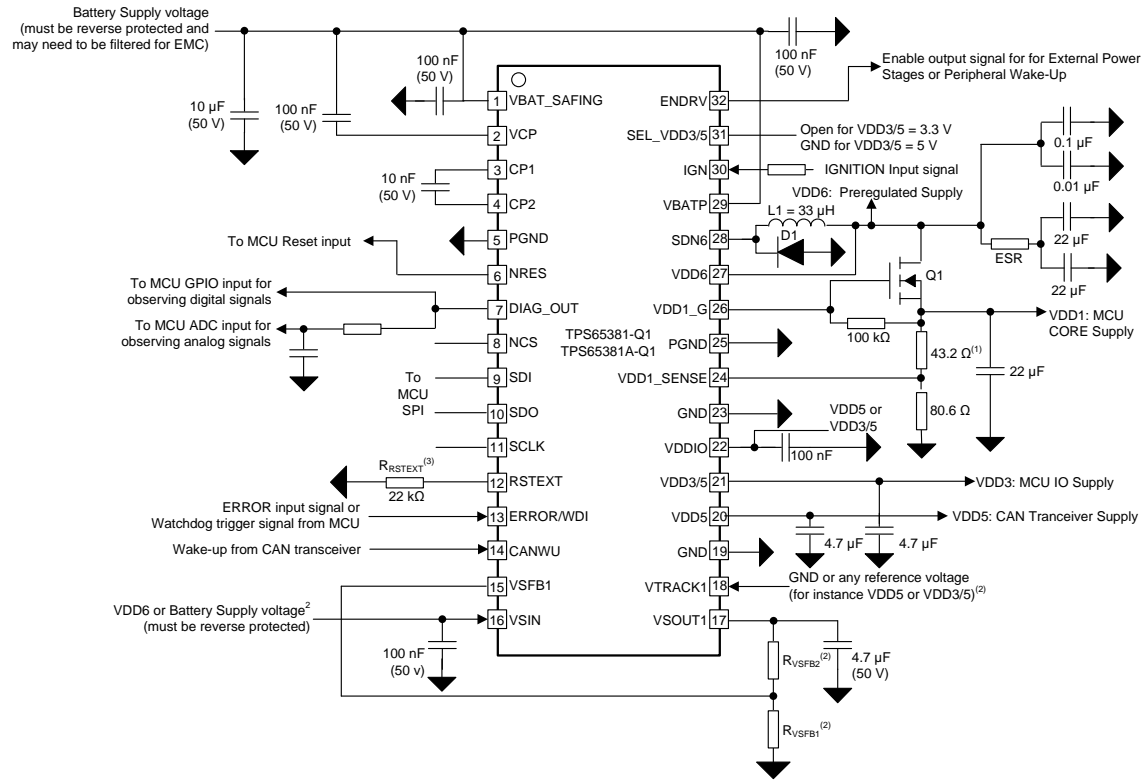 Battery Supply voltage
(must be reverse protected and
may need to be filtered for EMC)
10 µF
(50 V)
100 nF
(50 V)
100 nF
(50 V)
100 nF
(50 V)
Enable output signal for for External Power
Stages or Peripheral Wake-Up
1 VBAT_SAFING
2 VCP
3 CP1
10 nF
(50 V)
4 CP2
5 PGND
To MCU Reset input
6 NRES
To MCU GPIO input for
observing digital signals
7 DIAG_OUT
To MCU ADC input for
observing analog signals
8 NCS
9 SDI
To
MCU
SPI
10 SDO
11 SCLK
RRSTEXT(3)
22 kΩ
12 RSTEXT
ERROR input signal or
Watchdog trigger signal from MCU
13 ERROR/WDI
Wake-up from CAN transceiver
14 CANWU
15 VSFB1
VDD6 or Battery Supply voltage2
(must be reverse protected)
16 VSIN
100 nF
(50 v)
TPS65381-Q1
TPS65381A-Q1
ENDRV 32
SEL_VDD3/5 31
Open for VDD3/5 = 3.3 V
GND for VDD3/5 = 5 V
IGN 30
IGNITION Input signal
VBATP 29
VDD6: Preregulated Supply
L1 = 33 µH
SDN6 28
D1
VDD6 27
0.1 µF
0.01 µF
22 µF
ESR
22 µF
Q1
VDD1_G 26
100 kΩ
VDD1: MCU
CORE Supply
PGND 25
43.2 Ω(1)
22 µF
VDD1_SENSE 24
80.6 Ω
GND 23
VDD5 or
VDD3/5
VDDIO 22
100 nF
VDD3/5 21
VDD3: MCU IO Supply
VDD5 20
VDD5: CAN Tranceiver Supply
4.7 µF
4.7 µF
GND 19
VTRACK1 18
GND or any reference voltage
(for instance VDD5 or VDD3/5)(2)
VSOUT1 17
RVSFB2(2)
4.7 µF
(50 V)
RVSFB1(2)